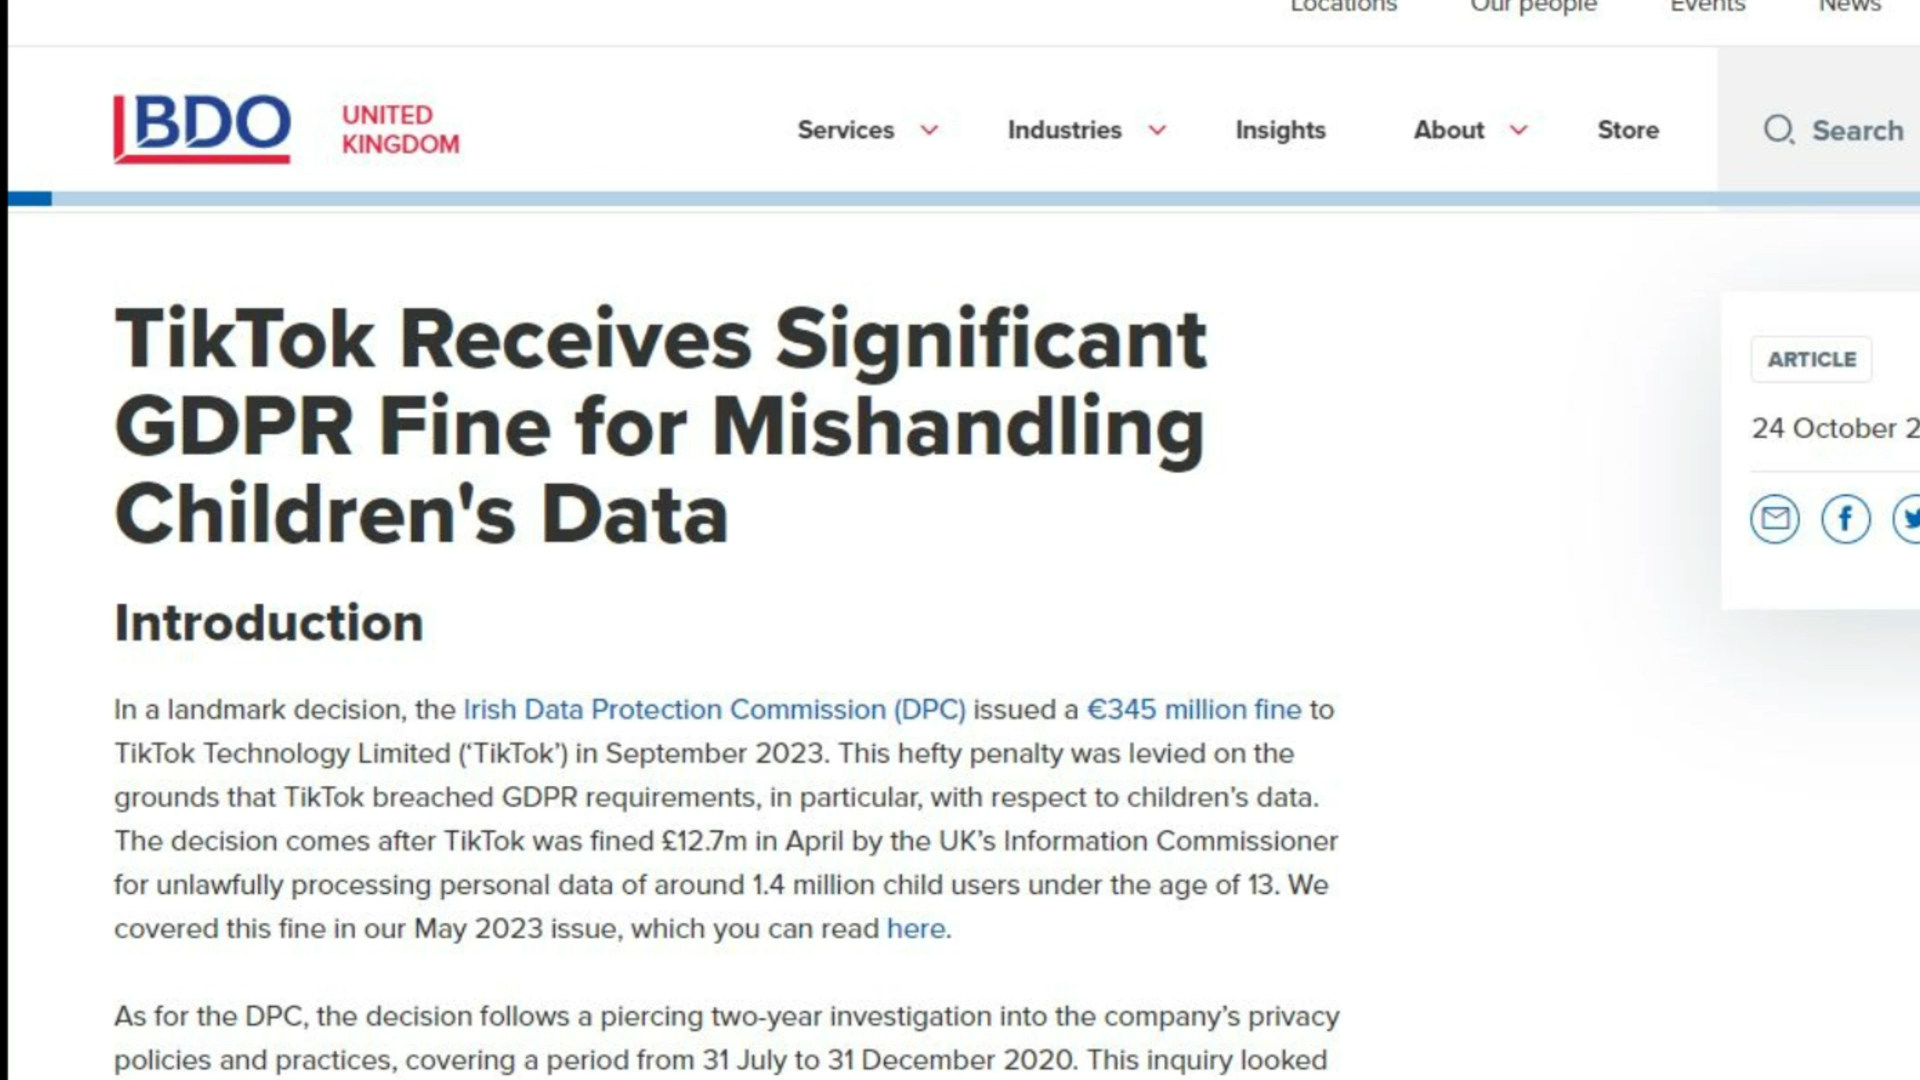 Locations Our people Events News
BDO
UNITED
KINGDOM
Services Industries Insights About Store Search
TikTok Receives Significant
GDPR Fine for Mishandling
Children's Data
ARTICLE
24 October 2
Introduction
In a landmark decision, the Irish Data Protection Commission (DPC) issued a €345 million fine to
TikTok Technology Limited (‘TikTok’) in September 2023. This hefty penalty was levied on the
grounds that TikTok breached GDPR requirements, in particular, with respect to children’s data.
The decision comes after TikTok was fined £12.7m in April by the UK’s Information Commissioner
for unlawfully processing personal data of around 1.4 million child users under the age of 13. We
covered this fine in our May 2023 issue, which you can read here.
As for the DPC, the decision follows a piercing two-year investigation into the company’s privacy
policies and practices, covering a period from 31 July to 31 December 2020. This inquiry looked